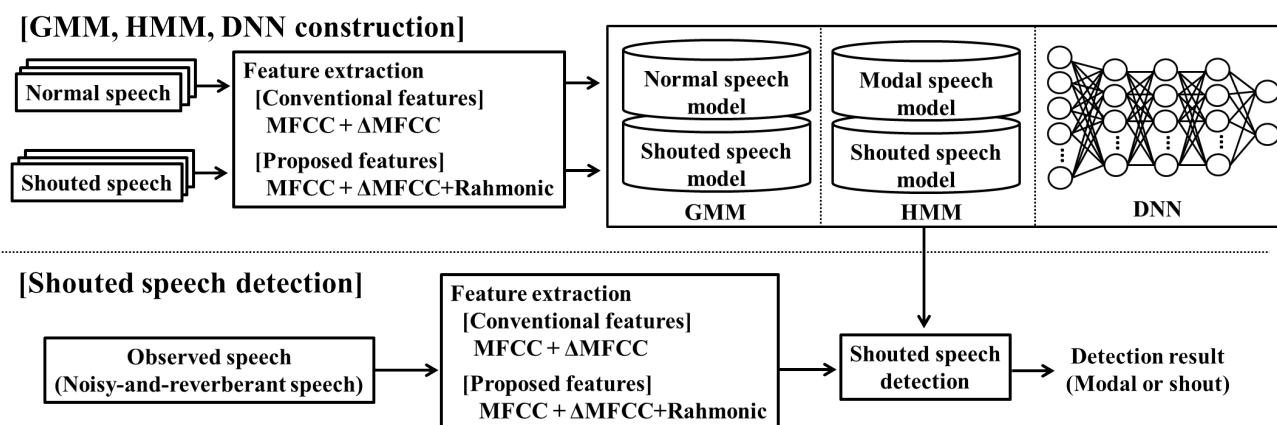 [GMM, HMM, DNN construction]
Normal speech
Shouted speech
Feature extraction
[Conventional features]
MFCC + ΔMFCC
[Proposed features]
MFCC + ΔMFCC+Rahmonic
Normal speech
model
Shouted speech
model
GMM
Modal speech
model
Shouted speech
model
HMM
DNN
[Shouted speech detection]
Observed speech
(Noisy-and-reverberant speech)
Feature extraction
[Conventional features]
MFCC + ΔMFCC
[Proposed features]
MFCC + ΔMFCC+Rahmonic
Shouted speech
detection
Detection result
(Modal or shout)